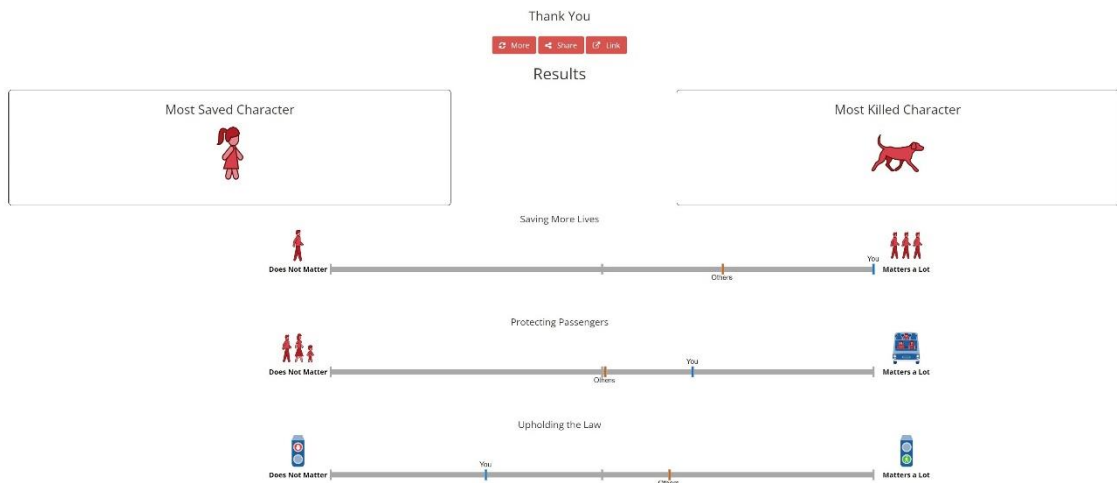 Thank You
More Share Link
Results
Most Saved Character
Most Killed Character
Saving More Lives
You
Does Not Matter Matters a Lot
Others
Protecting Passengers
You
Does Not Matter Matters a Lot
Others
Upholding the Law
You
Does Not Matter Matters a Lot
Others